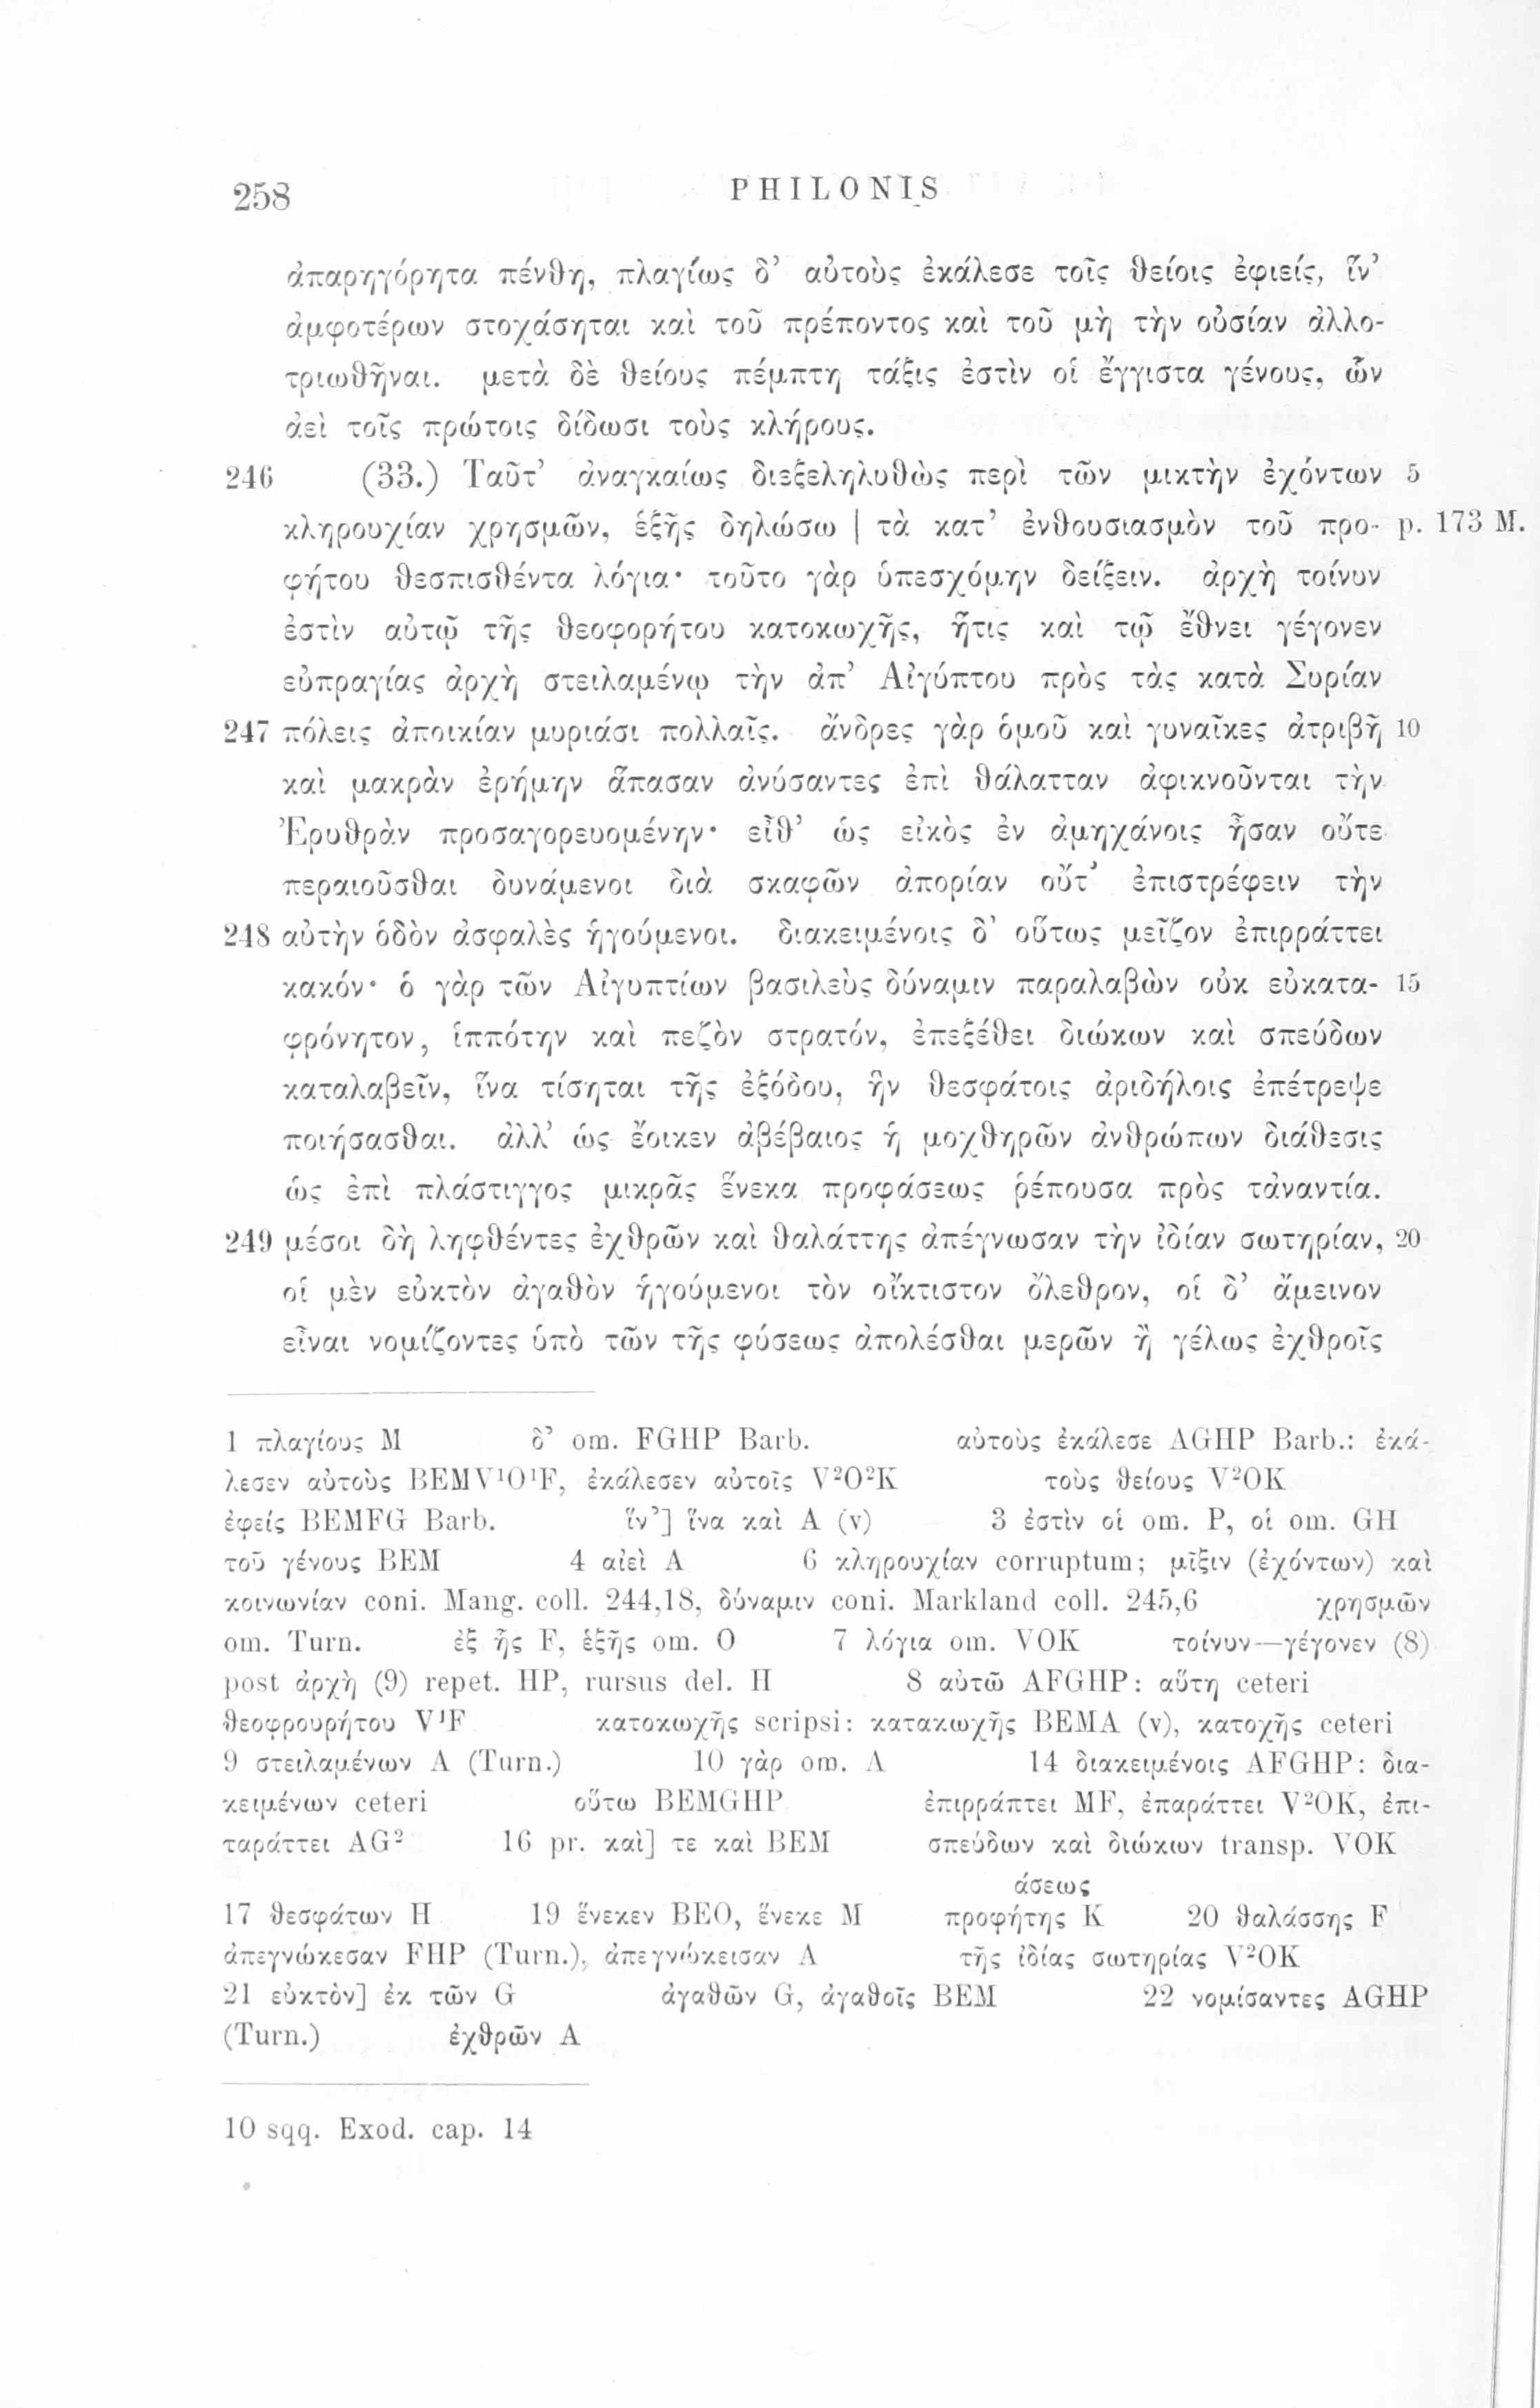 258 PHILONIS
ἀπαρηγόρητα πένθη, πλαγίως δ’ αὐτοὺς ἐκάλεσε τοῖς θείοις ἐφιείς, ἵν’
ἀμφοτέρων στοχάσηται καὶ τοῦ πρέποντος καὶ τοῦ μὴ τὴν οὐσίαν ἀλλο-
τριωθῆναι. μετὰ δὲ θείους πέμπτη τάξις ἐστὶν οἱ ἔγγιστα γένους, ὧν
ἀεὶ τοῖς πρώτοις δίδωσι τοὺς κλήρους.
246 (33.) Ταῦτ’ ἀναγκαίως διεξεληλυθὼς περὶ τῶν μικτὴν ἐχόντων 5
κληρουχίαν χρησμῶν, ἑξῆς δηλώσω | τὰ κατ’ ἐνθουσιασμὸν τοῦ προ- p. 173 M.
φήτου θεσπισθέντα λόγια· τοῦτο γὰρ ὑπεσχόμην δείξειν. ἀρχὴ τοίνυν
ἐστὶν αὐτῷ τῆς θεοφορήτου κατοκωχῆς, ἥτις καὶ τῷ ἔθνει γέγονεν
εὐπραγίας ἀρχὴ στειλαμένῳ τὴν ἀπ’ Αἰγύπτου πρὸς τὰς κατὰ Συρίαν
247 πόλεις ἀποικίαν μυριάσι πολλαῖς. ἄνδρες γὰρ ὁμοῦ καὶ γυναῖκες ἀτριβῆ 10
καὶ μακρὰν ἐρήμην ἅπασαν ἀνύσαντες ἐπὶ θάλατταν ἀφικνοῦνται τὴν
Ἐρυθρὰν προσαγορευομένην· εἶθ’ ὡς εἰκὸς ἐν ἀμηχάνοις ἦσαν οὔτε
περαιοῦσθαι δυνάμενοι διὰ σκαφῶν ἀπορίαν οὔτ’ ἐπιστρέφειν τὴν
248 αὐτὴν ὁδὸν ἀσφαλὲς ἡγούμενοι. διακειμένοις δ’ οὕτως μεῖζον ἐπιρράττει
κακόν· ὁ γὰρ τῶν Αἰγυπτίων βασιλεὺς δύναμιν παραλαβὼν οὐκ εὐκατα- 15
φρόνητον, ἱππότην καὶ πεζὸν στρατόν, ἐπεξέθει διώκων καὶ σπεύδων
καταλαβεῖν, ἵνα τίσηται τῆς ἐξόδου, ἣν θεσφάτοις ἀριδήλοις ἐπέτρεψε
ποιήσασθαι. ἀλλ’ ὡς ἔοικεν ἀβέβαιος ἡ μοχθηρῶν ἀνθρώπων διάθεσις
ὡς ἐπὶ πλάστιγγος μικρᾶς ἕνεκα προφάσεως ῥέπουσα πρὸς τἀναντία.
249 μέσοι δὴ ληφθέντες ἐχθρῶν καὶ θαλάττης ἀπέγνωσαν τὴν ἰδίαν σωτηρίαν, 20
οἱ μὲν εὐκτὸν ἀγαθὸν ἡγούμενοι τὸν οἴκτιστον ὄλεθρον, οἱ δ’ ἄμεινον
εἶναι νομίζοντες ὑπὸ τῶν τῆς φύσεως ἀπολέσθαι μερῶν ἢ γέλως ἐχθροῖς
1 πλαγίους M δ’ om. FGHP Barb. αὐτοὺς ἐκάλεσε AGHP Barb.: ἐκά-
λεσεν αὐτοὺς BEMV¹O¹F, ἐκάλεσεν αὐτοῖς V²O²K τοὺς θείους V²OK
ἐφείς BEMFG Barb. ἵν’] ἵνα καὶ A (v) 3 ἐστὶν οἱ om. P, οἱ om. GH
τοῦ γένους BEM 4 αἰεὶ A 6 κληρουχίαν corruptum; μῖξιν (ἐχόντων) καὶ
κοινωνίαν coni. Mang. coll. 244,18, δύναμιν coni. Markland coll. 245,6 χρησμῶν
om. Turn. ἐξ ἧς F, ἑξῆς om. O 7 λόγια om. VOK τοίνυν—γέγονεν (8)
post ἀρχὴ (9) repet. HP, rursus del. H 8 αὐτῶ AFGHP: αὕτη ceteri
θεοφρουρήτου V¹F κατοκωχῆς scripsi: κατακωχῆς BEMA (v), κατοχῆς ceteri
9 στειλαμένων A (Turn.) 10 γὰρ om. A 14 διακειμένοις AFGHP: δια-
κειμένων ceteri οὕτω BEMGHP ἐπιρράπτει MF, ἐπαράττει V²OK, ἐπι-
ταράττει AG² 16 pr. καὶ] τε καὶ BEM σπεύδων καὶ διώκων transp. VOK
άσεως
17 θεσφάτων H 19 ἕνεκεν BEO, ἕνεκε M προφήτης K 20 θαλάσσης F
ἀπεγνώκεσαν FHP (Turn.), ἀπεγνώκεισαν A τῆς ἰδίας σωτηρίας V²OK
21 εὐκτὸν] ἐκ τῶν G ἀγαθῶν G, ἀγαθοῖς BEM 22 νομίσαντες AGHP
(Turn.) ἐχθρῶν A
10 sqq. Exod. cap. 14